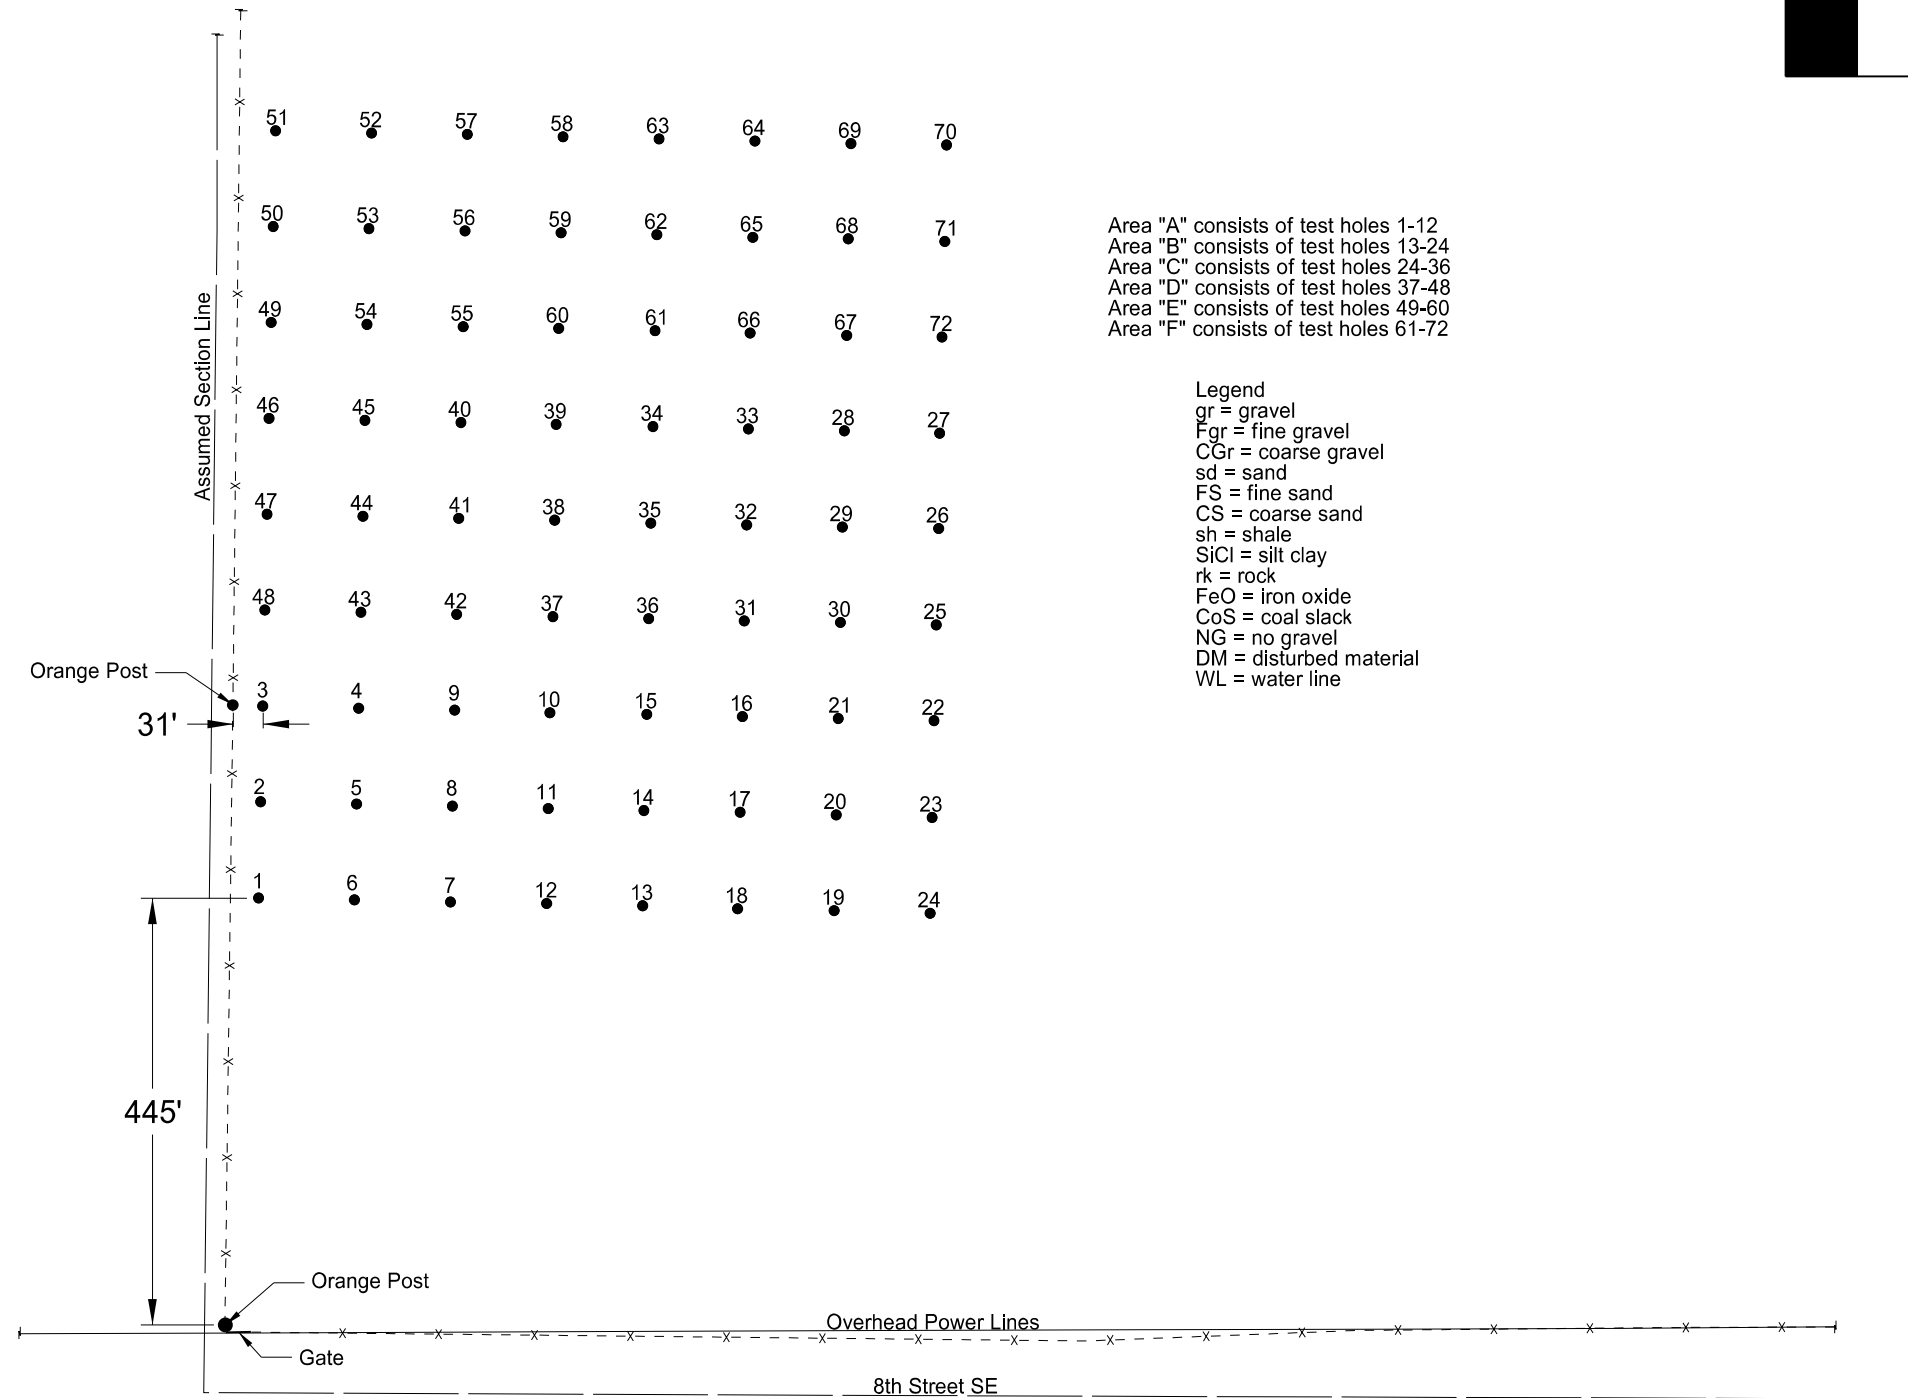 51 52 57 58 63 64 69 70
50 53 56 59 62 65 68 71
49 54 55 60 61 66 67 72
46 45 40 39 34 33 28 27
47 44 41 38 35 32 29 26
48 43 42 37 36 31 30 25
3 4 9 10 15 16 21 22
2 5 8 11 14 17 20 23
1 6 7 12 13 18 19 24
Assumed Section Line
Orange Post
31'
445'
Orange Post
Gate
Overhead Power Lines
8th Street SE
Area "A" consists of test holes 1-12
Area "B" consists of test holes 13-24
Area "C" consists of test holes 24-36
Area "D" consists of test holes 37-48
Area "E" consists of test holes 49-60
Area "F" consists of test holes 61-72
Legend
gr = gravel
Fgr = fine gravel
CGr = coarse gravel
sd = sand
FS = fine sand
CS = coarse sand
sh = shale
SiCl = silt clay
rk = rock
FeO = iron oxide
CoS = coal slack
NG = no gravel
DM = disturbed material
WL = water line